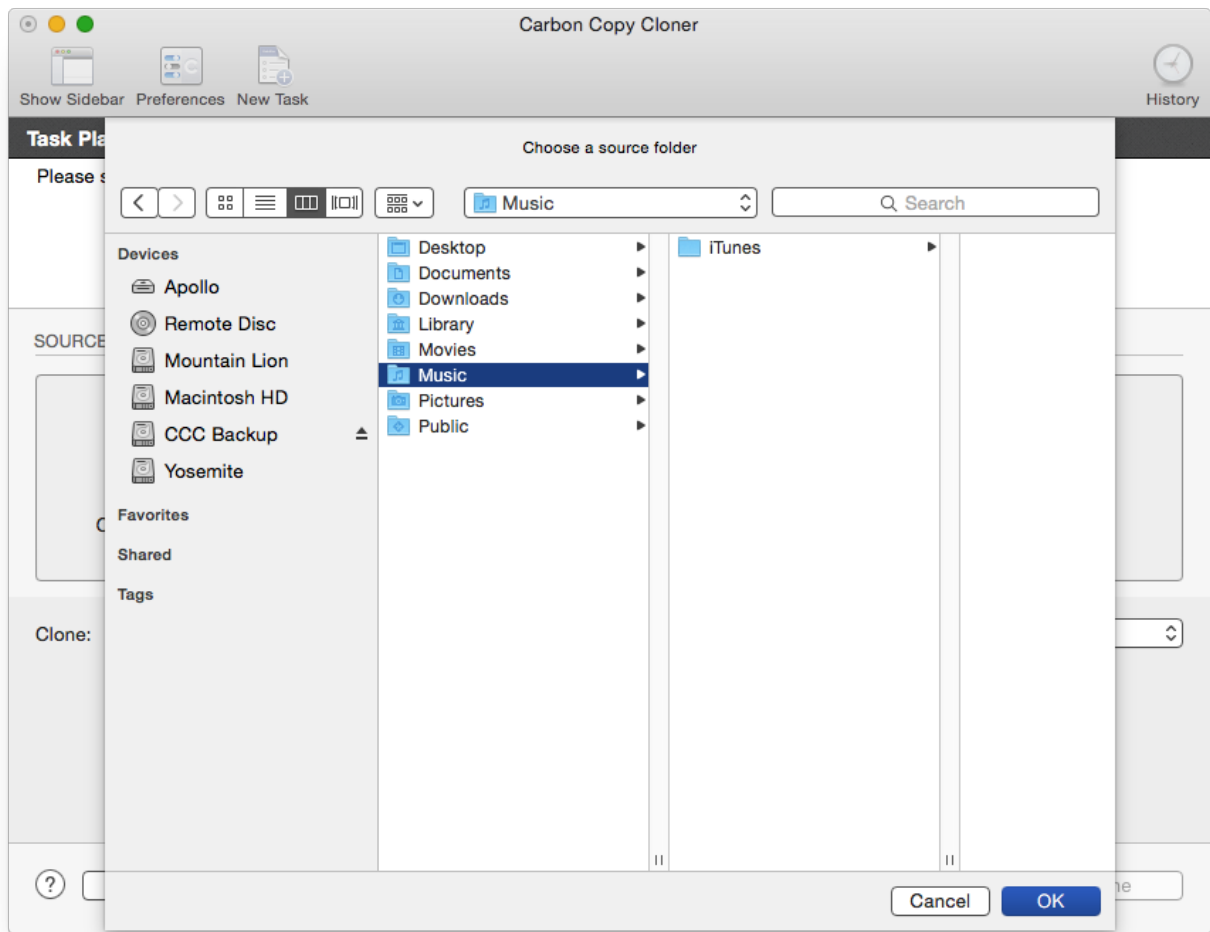 Carbon Copy Cloner
Show Sidebar
Preferences
New Task
History
Task Pla
Choose a source folder
Please s
Music
Search
Devices
Apollo
Remote Disc
Mountain Lion
Macintosh HD
CCC Backup
Yosemite
Favorites
Shared
Tags
Desktop
Documents
Downloads
Library
Movies
Music
Pictures
Public
iTunes
SOURCE
C
Clone:
?
ne
Cancel
OK